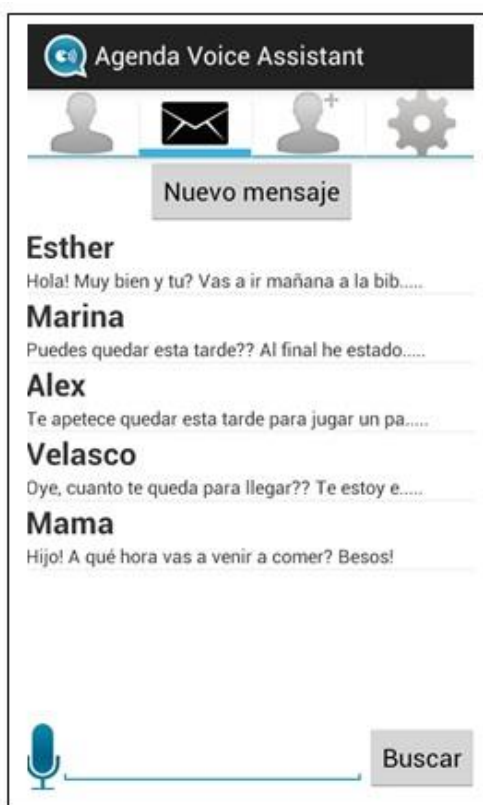 Agenda Voice Assistant
Nuevo mensaje
Esther
Hola! Muy bien y tu? Vas a ir mañana a la bib.....
Marina
Puedes quedar esta tarde?? Al final he estado.....
Alex
Te apetece quedar esta tarde para jugar un pa.....
Velasco
Oye, cuanto te queda para llegar?? Te estoy e.....
Mama
Hijo! A qué hora vas a venir a comer? Besos!
Buscar